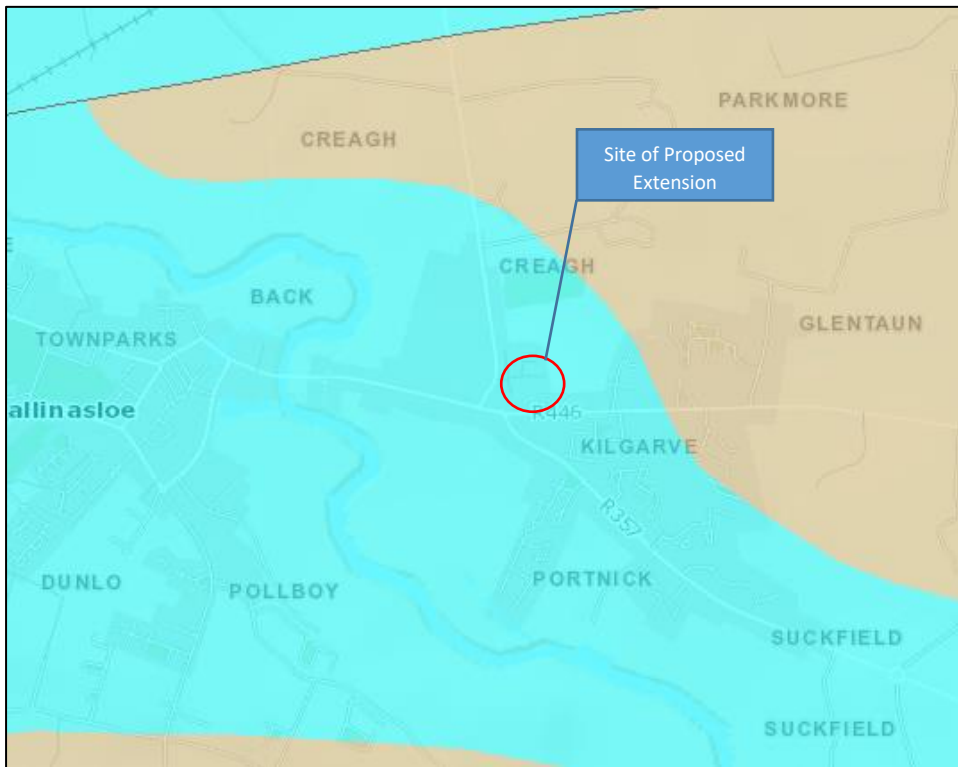 PARKMORE
CREAGH
Site of Proposed
Extension
CREAGH
E
BACK
GLENTAUN
TOWNPARKS
allinasloe
R446
KILGARVE
R357
DUNLO
POLLBOY
PORTNICK
SUCKFIELD
SUCKFIELD